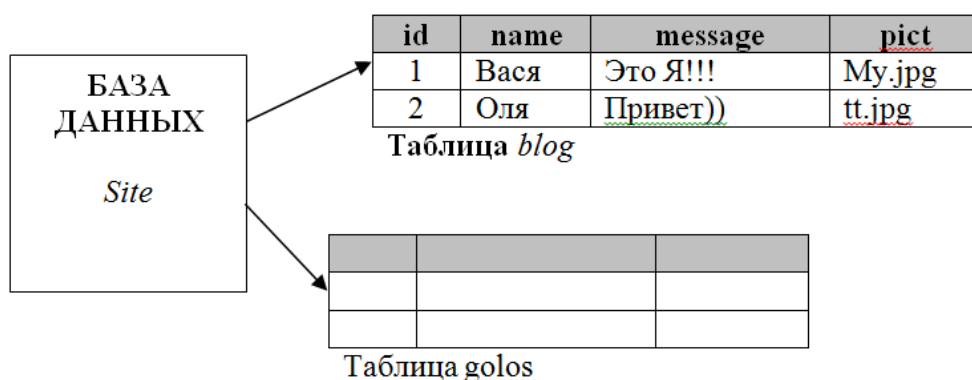 БАЗА
ДАННЫХ
Site
id name message pict
1 Вася Это Я!!! My.jpg
2 Оля Привет)) tt.jpg
Таблица blog
Таблица golos